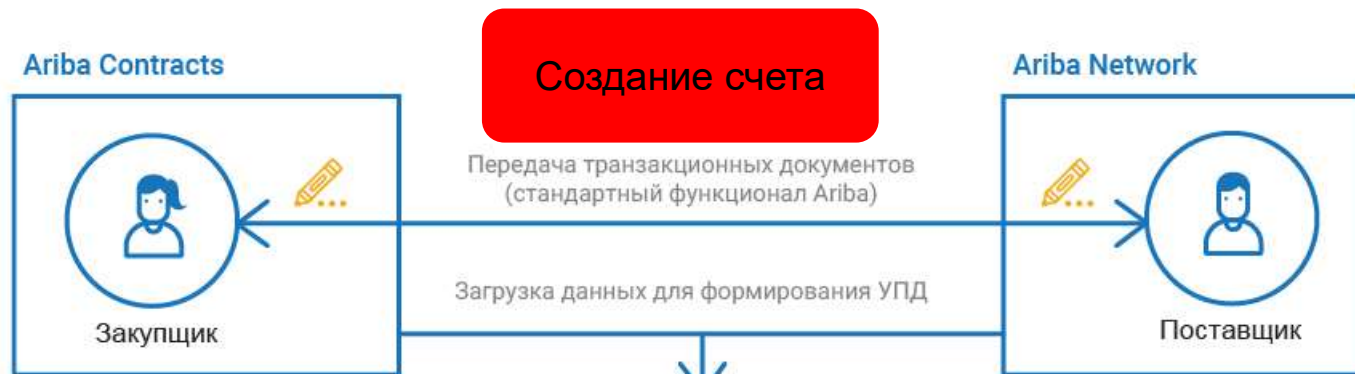 Создание счета
Ariba Contracts
Ariba Network
Передача транзакционных документов
(стандартный функционал Ariba)
Загрузка данных для формирования УПД
Закупщик
Поставщик